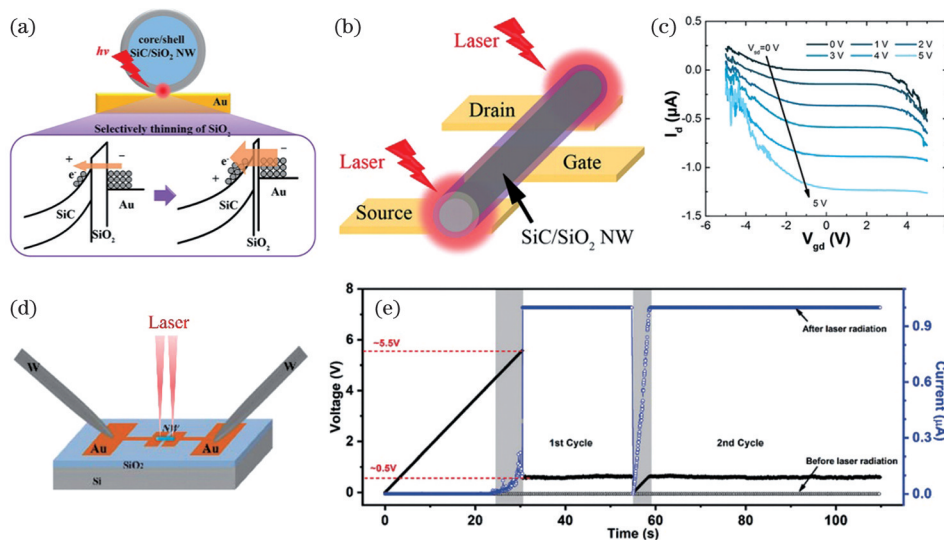 (a)
core/shell
SiC/SiO₂ NW
hν
Au
Selectively thinning of SiO₂
+
−
e⁻
SiC
Au
SiO₂
−
e⁻
+
SiC
Au
SiO₂
(b)
Laser
Drain
Laser
Gate
Source
SiC/SiO₂ NW
(c)
0.5
0.0
-0.5
-1.0
-1.5
I_d (μA)
0 V 1 V 2 V
3 V 4 V 5 V
5 V
-4 -2 0 2 4
V_gd (V)
(d)
Laser
W
W
NW
Au
Au
SiO₂
Si
(e)
8
6
4
2
0
Voltage (V)
~5.5V
~0.5V
1st Cycle
2nd Cycle
After laser radiation
Before laser radiation
0.9
0.6
0.3
0.0
Current (μA)
0 20 40 60 80 100 120
Time (s)